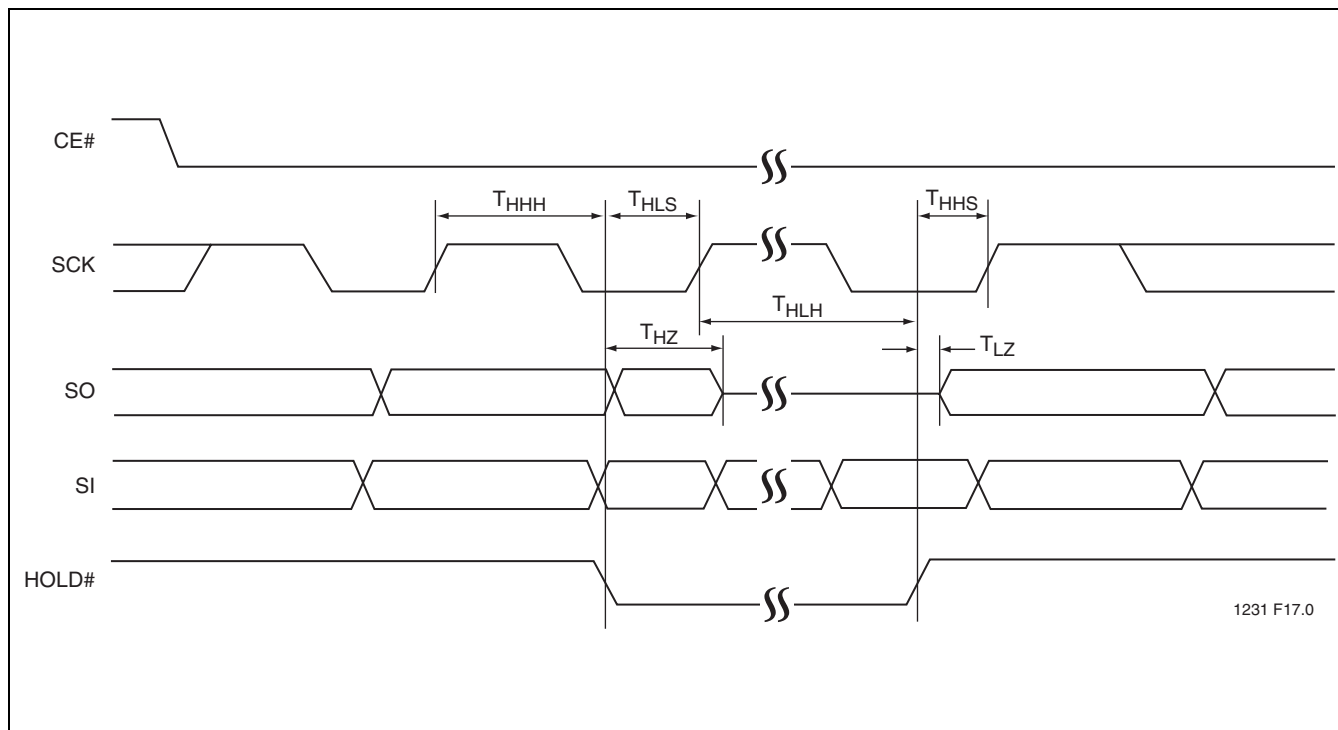 CE#
THHH
THLS
THHS
SCK
THLH
THZ
TLZ
SO
SI
HOLD#
1231 F17.0